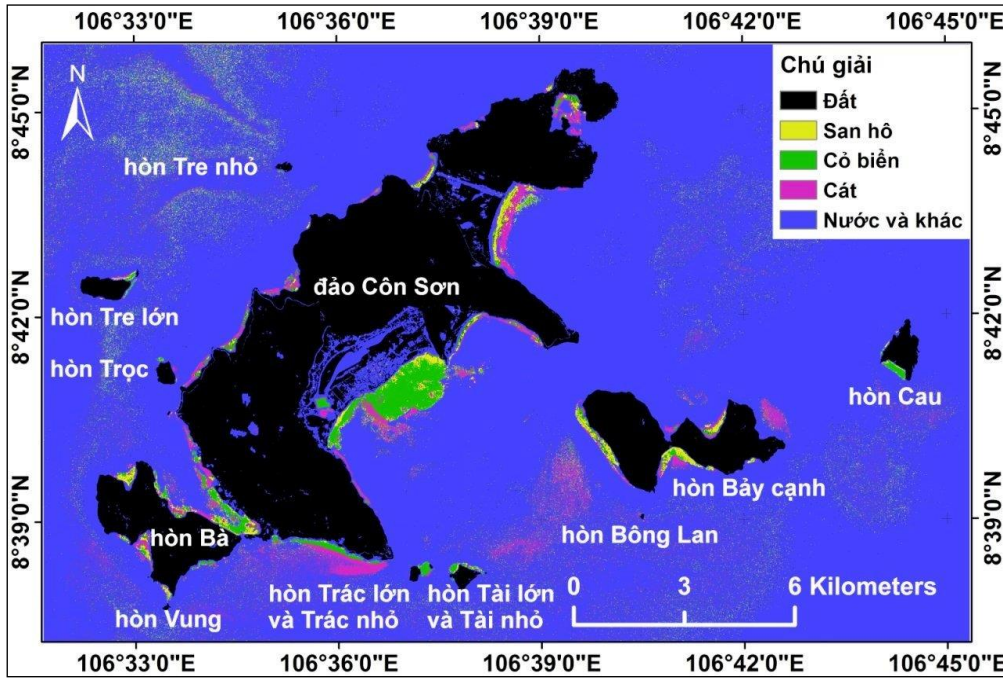 106°33'0"E 106°36'0"E 106°39'0"E 106°42'0"E 106°45'0"E
N
Chú giải
Đất
San hô
Cỏ biển
Cát
Nước và khác
8°45'0"N
8°45'0"N
hòn Tre nhỏ
đảo Côn Sơn
hòn Tre lớn
8°42'0"N
8°42'0"N
hòn Trọc
hòn Cau
hòn Bảy cạnh
hòn Bông Lan
hòn Bà
8°39'0"N
8°39'0"N
hòn Vung
hòn Trác lớn
và Trác nhỏ
hòn Tài lớn
và Tài nhỏ
0 3 6 Kilometers
106°33'0"E 106°36'0"E 106°39'0"E 106°42'0"E 106°45'0"E